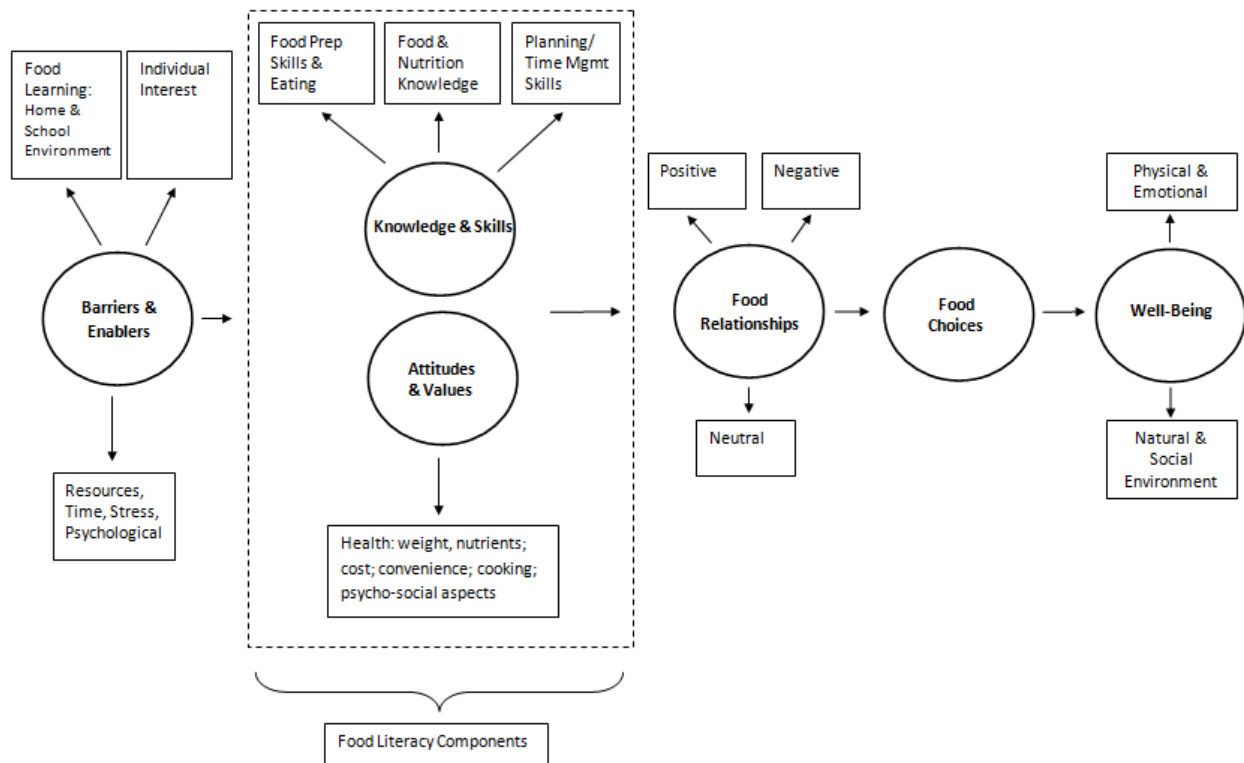 Food
Learning:
Home &
School
Environment
Individual
Interest
Food Prep
Skills &
Eating
Food &
Nutrition
Knowledge
Planning/
Time Mgmt
Skills
Knowledge & Skills
Barriers &
Enablers
Attitudes
& Values
Resources,
Time, Stress,
Psychological
Health: weight, nutrients;
cost; convenience; cooking;
psycho-social aspects
Food Literacy Components
Positive
Negative
Food
Relationships
Neutral
Food
Choices
Physical &
Emotional
Well-Being
Natural &
Social
Environment